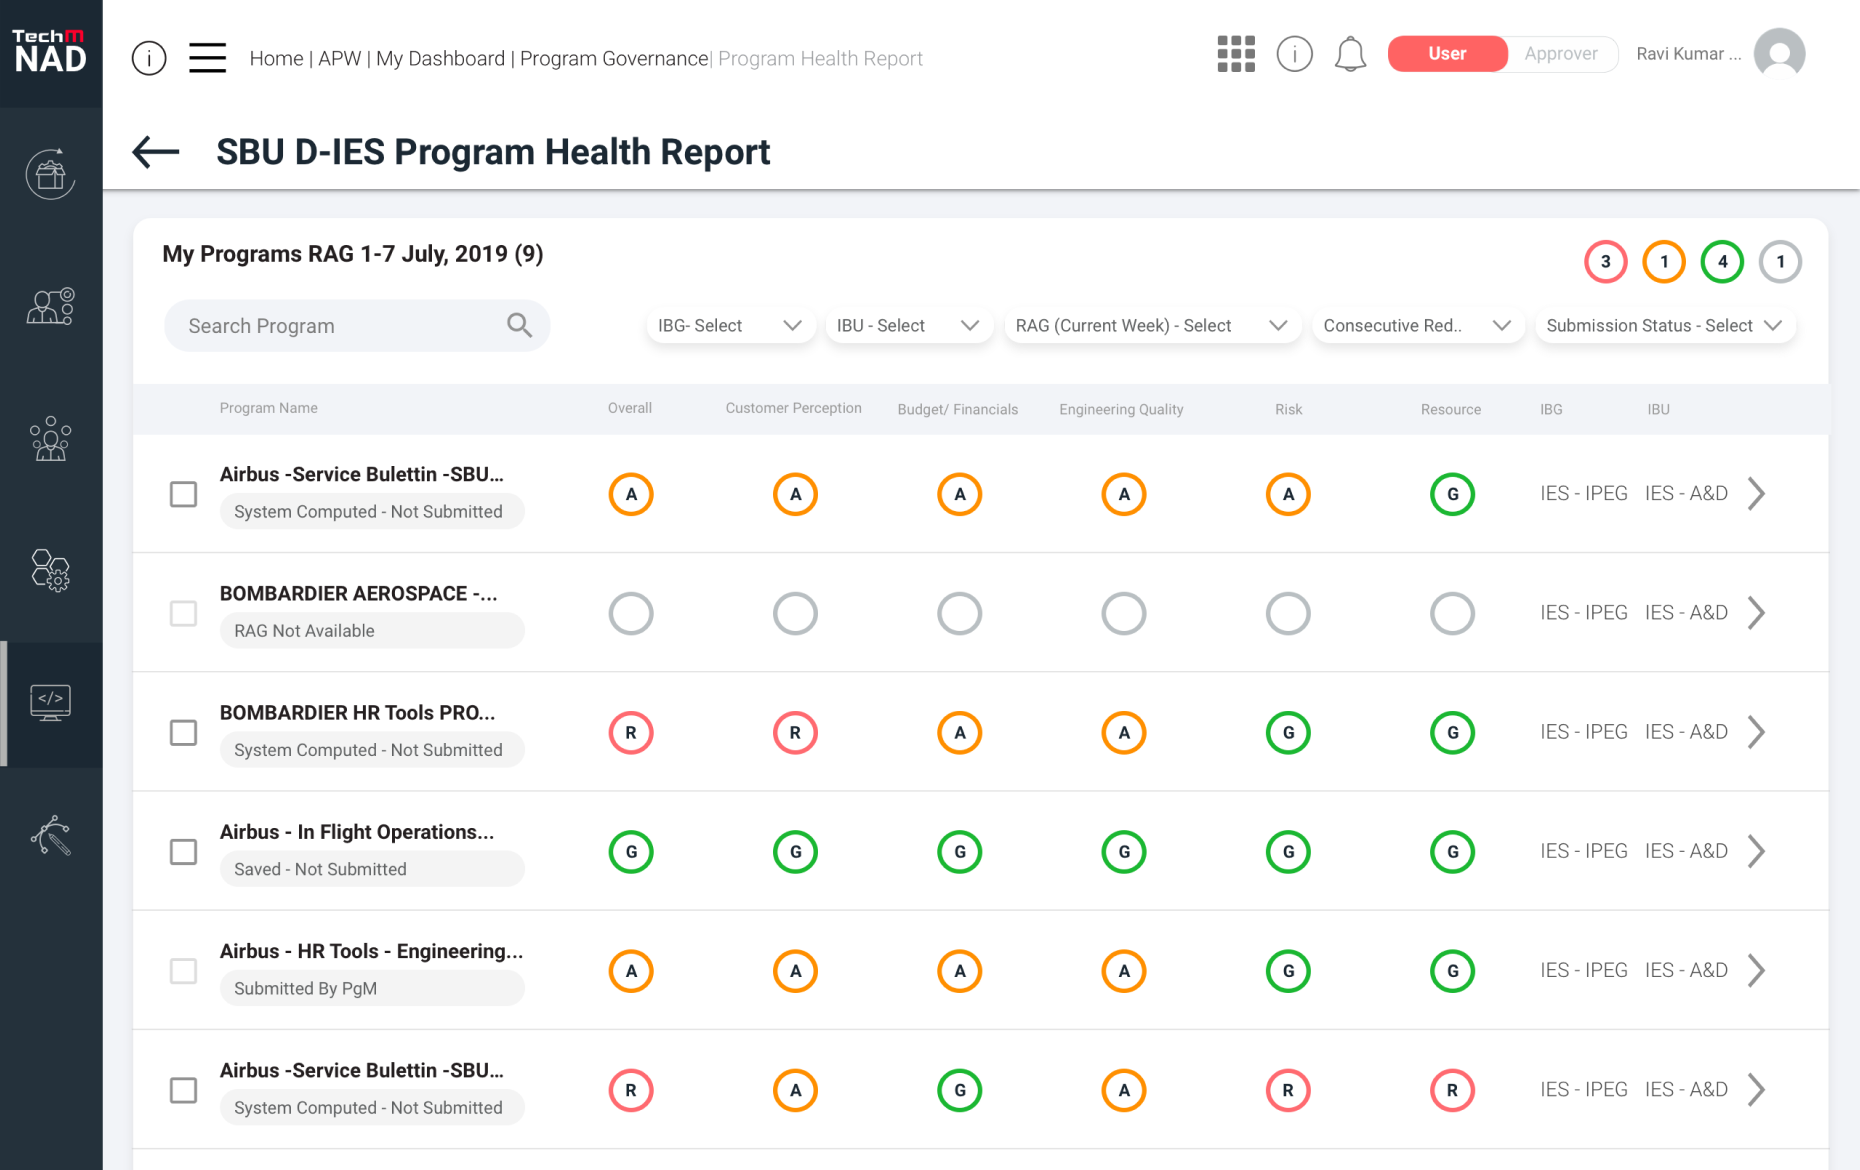 TechM
NAD
Home | APW | My Dashboard | Program Governance| Program Health Report
User
Approver
Ravi Kumar ...
SBU D-IES Program Health Report
My Programs RAG 1-7 July, 2019 (9)
3 1 4 1
Search Program
IBG- Select
IBU - Select
RAG (Current Week) - Select
Consecutive Red..
Submission Status - Select
Program Name Overall Customer Perception Budget/ Financials Engineering Quality Risk Resource IBG IBU
Airbus -Service Bulettin -SBU...
System Computed - Not Submitted
A A A A A G IES - IPEG IES - A&D
BOMBARDIER AEROSPACE -...
RAG Not Available
IES - IPEG IES - A&D
BOMBARDIER HR Tools PRO...
System Computed - Not Submitted
R R A A G G IES - IPEG IES - A&D
Airbus - In Flight Operations...
Saved - Not Submitted
G G G G G G IES - IPEG IES - A&D
Airbus - HR Tools - Engineering...
Submitted By PgM
A A A A G G IES - IPEG IES - A&D
Airbus -Service Bulettin -SBU...
System Computed - Not Submitted
R A G A R R IES - IPEG IES - A&D